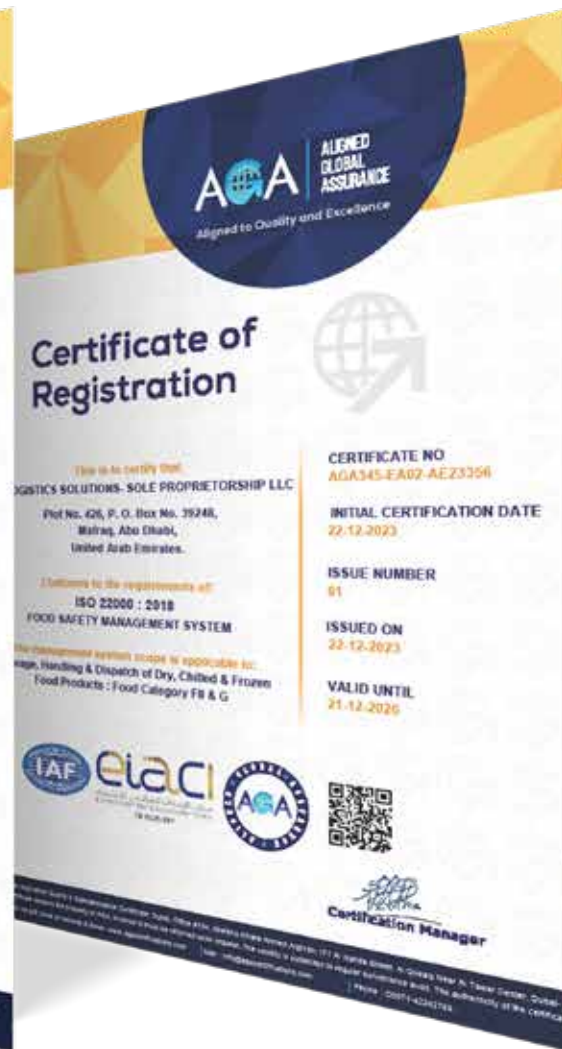 AGA
ALIGNED
GLOBAL
ASSURANCE
Aligned to Quality and Excellence
Certificate of
Registration
This is to certify that
OGISTICS SOLUTIONS- SOLE PROPRIETORSHIP LLC
Plot No. 426, P. O. Box No. 39248,
Mafraq, Abu Dhabi,
United Arab Emirates.
Conforms to the requirements of:
ISO 22000 : 2018
FOOD SAFETY MANAGEMENT SYSTEM
management system scope is applicable to:
age, Handling & Dispatch of Dry, Chilled & Frozen
Food Products : Food Category FII & G
CERTIFICATE NO
AGA345-EA02-AE23356
INITIAL CERTIFICATION DATE
22-12-2023
ISSUE NUMBER
01
ISSUED ON
22-12-2023
VALID UNTIL
21-12-2026
IAF
eiaci
AGA
Certification Manager